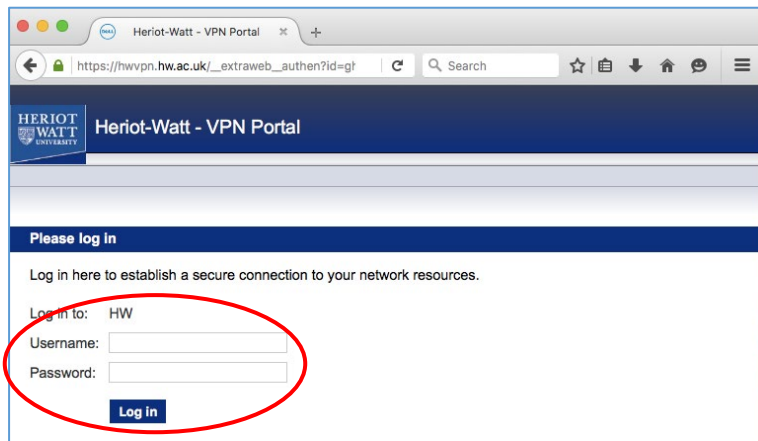 Heriot-Watt - VPN Portal
https://hwvpn.hw.ac.uk/__extraweb__authen?id=gh
Search
HERIOT
WATT
UNIVERSITY
Heriot-Watt - VPN Portal
Please log in
Log in here to establish a secure connection to your network resources.
Log in to: HW
Username:
Password:
Log in